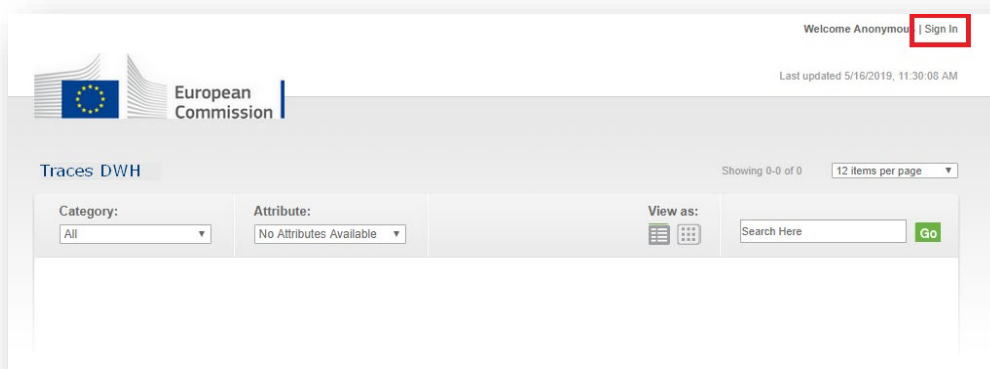 Welcome Anonymous | Sign In
Last updated 5/16/2019, 11:30:08 AM
European
Commission
Traces DWH
Showing 0-0 of 0
12 items per page
Category:
Attribute:
View as:
All
No Attributes Available
Search Here
Go